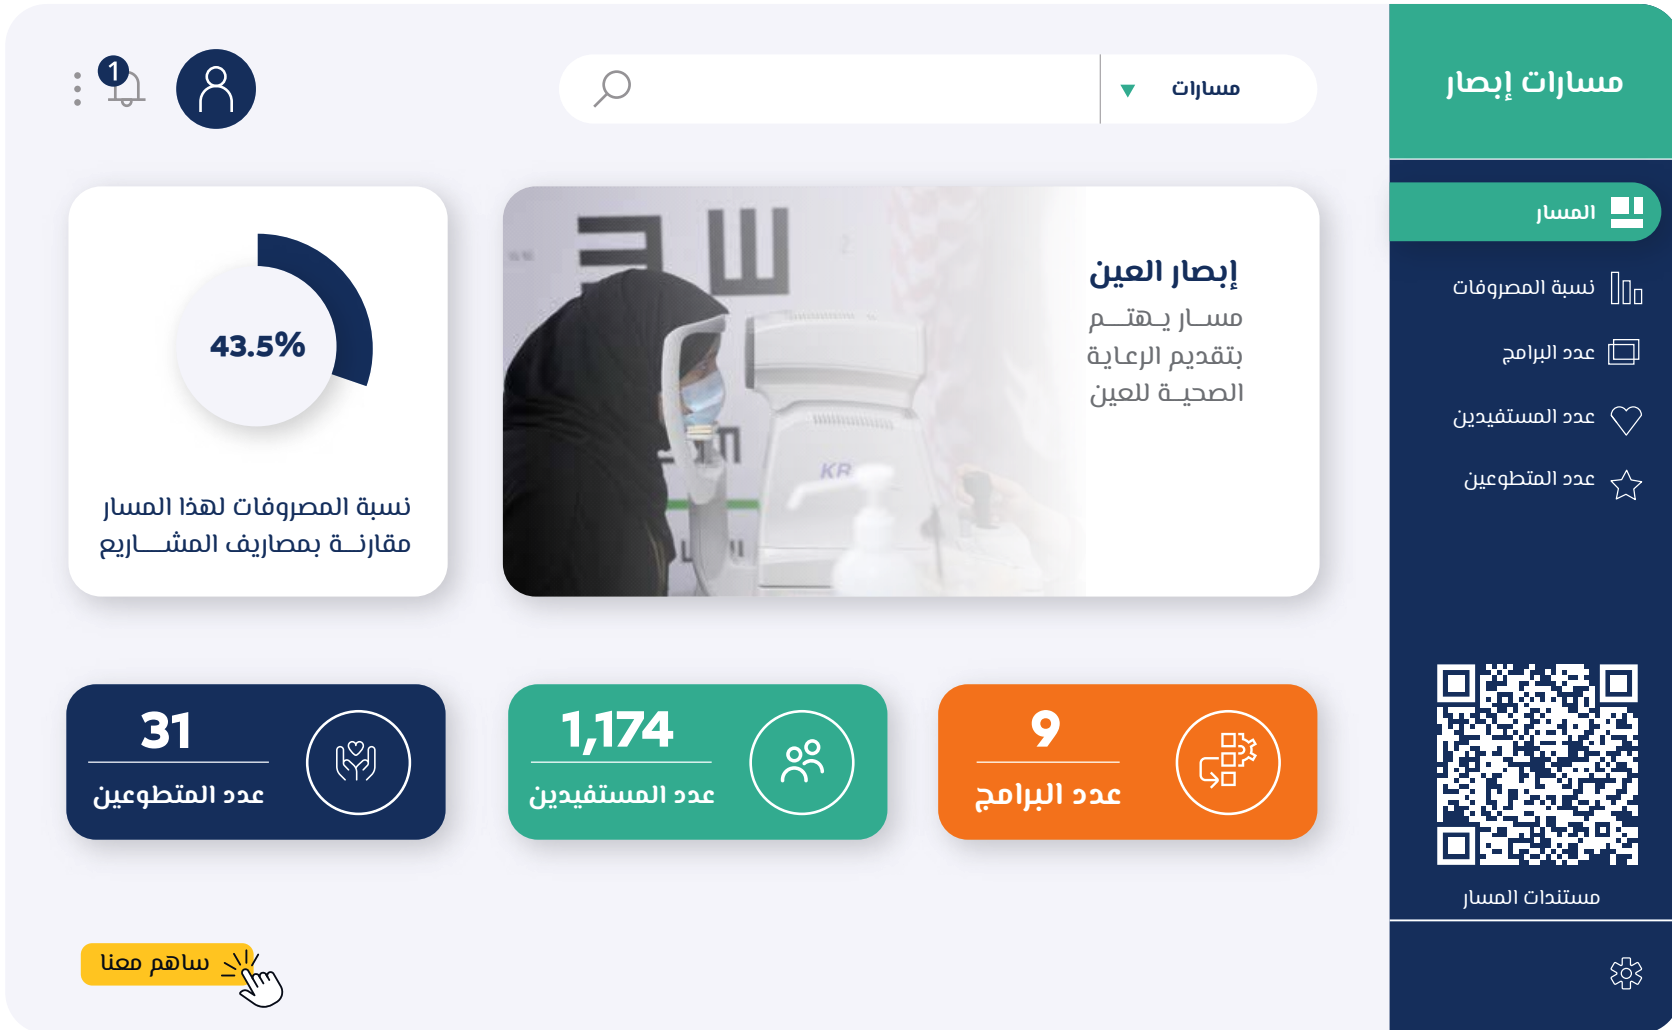 مسارات إبصار
مسارات
1
المسار
نسبة المصروفات
عدد البرامج
عدد المستفيدين
عدد المتطوعين
مستندات المسار
إبصار العين
مسار يهتم
بتقديم الرعاية
الصحية للعين
KR
43.5%
نسبة المصروفات لهذا المسار
مقارنة بمصاريف المشاريع
9
عدد البرامج
1,174
عدد المستفيدين
31
عدد المتطوعين
ساهم معنا